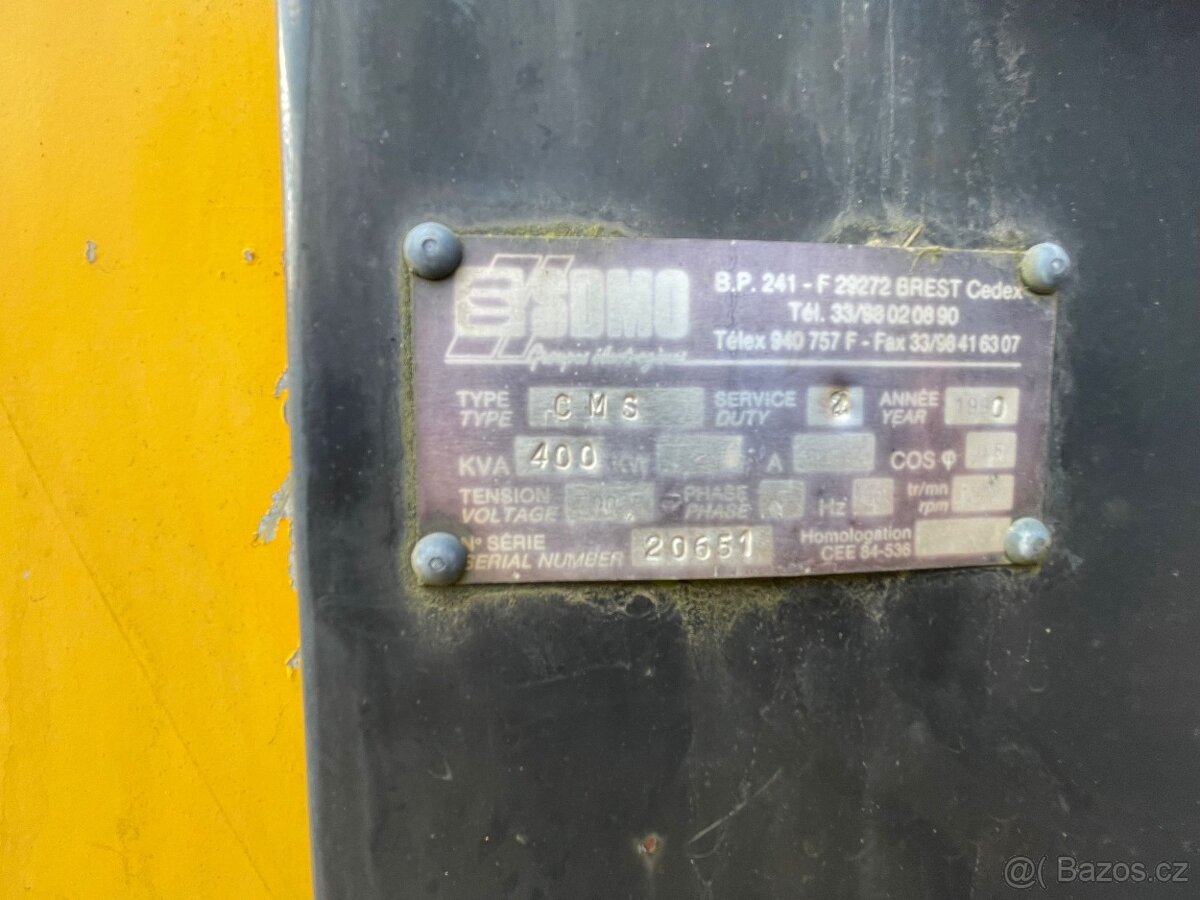 SDMO
B.P. 241 - F 29272 BREST Cedex
Tél. 33/98 02 08 90
Télex 940 757 F - Fax 33/98 41 63 07
TYPE CMS SERVICE 2 ANNÉE
TYPE DUTY YEAR
KVA 400 A COS φ
TENSION PHASE Hz tr/mn
VOLTAGE PHASE rpm
N° SÉRIE 20651 Homologation
SERIAL NUMBER CEE 84-536
@( Bazos.cz